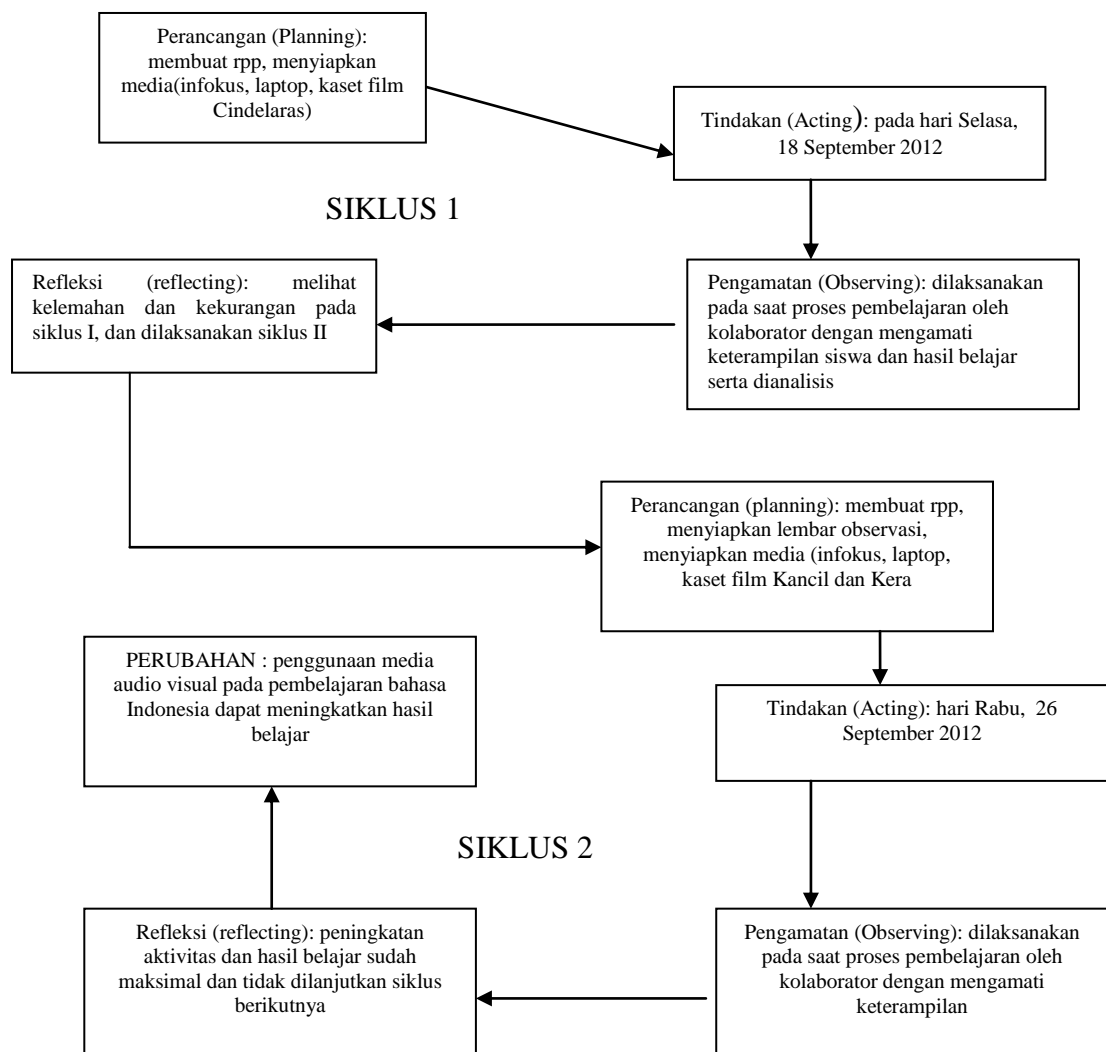 Perancangan (Planning):
membuat rpp, menyiapkan
media(infokus, laptop, kaset film
Cindelaras)
Tindakan (Acting): pada hari Selasa,
18 September 2012
SIKLUS 1
Pengamatan (Observing): dilaksanakan
pada saat proses pembelajaran oleh
kolaborator dengan mengamati
keterampilan siswa dan hasil belajar
serta dianalisis
Refleksi (reflecting): melihat
kelemahan dan kekurangan pada
siklus I, dan dilaksanakan siklus II
Perancangan (planning): membuat rpp,
menyiapkan lembar observasi,
menyiapkan media (infokus, laptop,
kaset film Kancil dan Kera
Tindakan (Acting): hari Rabu, 26
September 2012
SIKLUS 2
Pengamatan (Observing): dilaksanakan
pada saat proses pembelajaran oleh
kolaborator dengan mengamati
keterampilan
Refleksi (reflecting): peningkatan
aktivitas dan hasil belajar sudah
maksimal dan tidak dilanjutkan siklus
berikutnya
PERUBAHAN : penggunaan media
audio visual pada pembelajaran bahasa
Indonesia dapat meningkatkan hasil
belajar